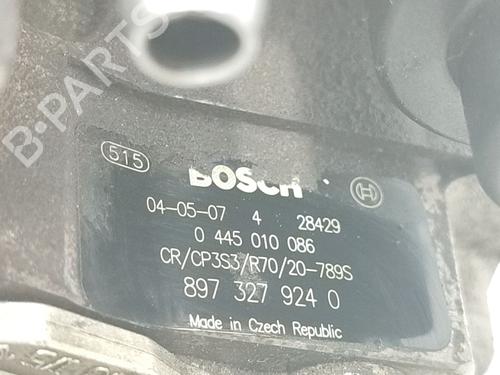 B-PARTS
515
BOSCH
04-05-07 4 28429
0 445 010 086
CR/CP3S3/R70/20-789S
897 327 924 0
Made in Czech Republic